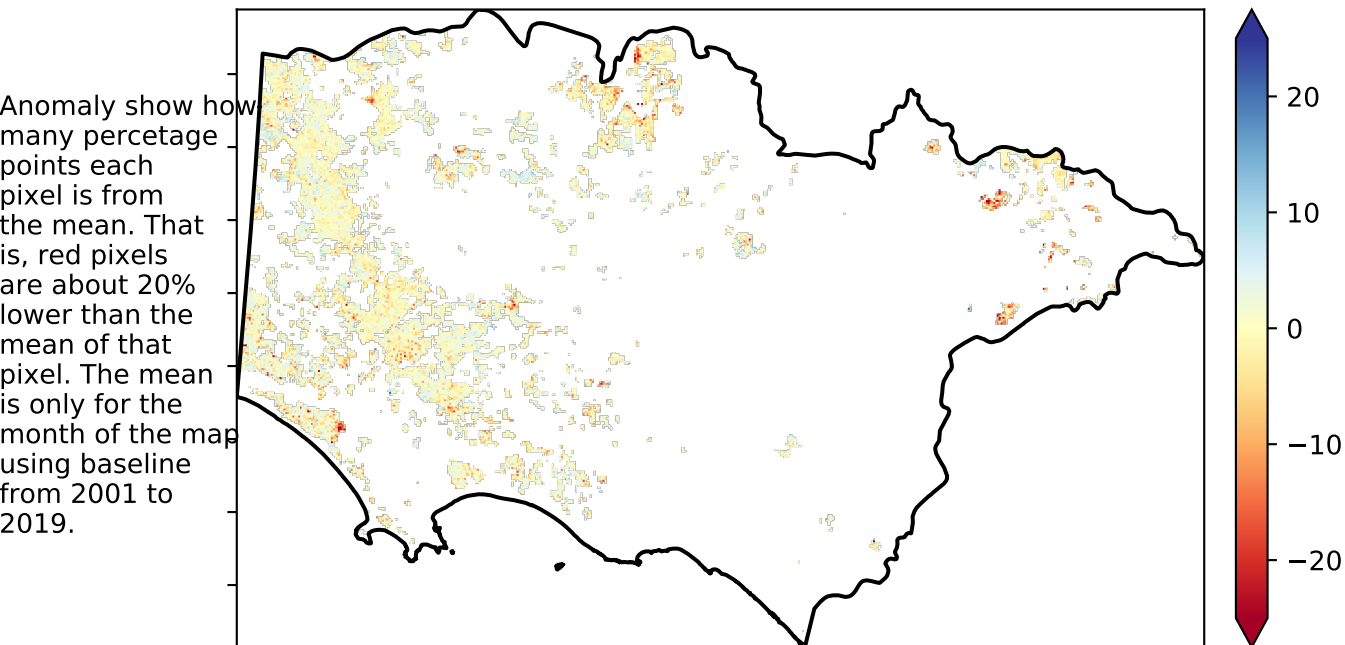 Anomaly show how
many percetage
points each
pixel is from
the mean. That
is, red pixels
are about 20%
lower than the
mean of that
pixel. The mean
is only for the
month of the map
using baseline
from 2001 to
2019.
20
10
0
−10
−20